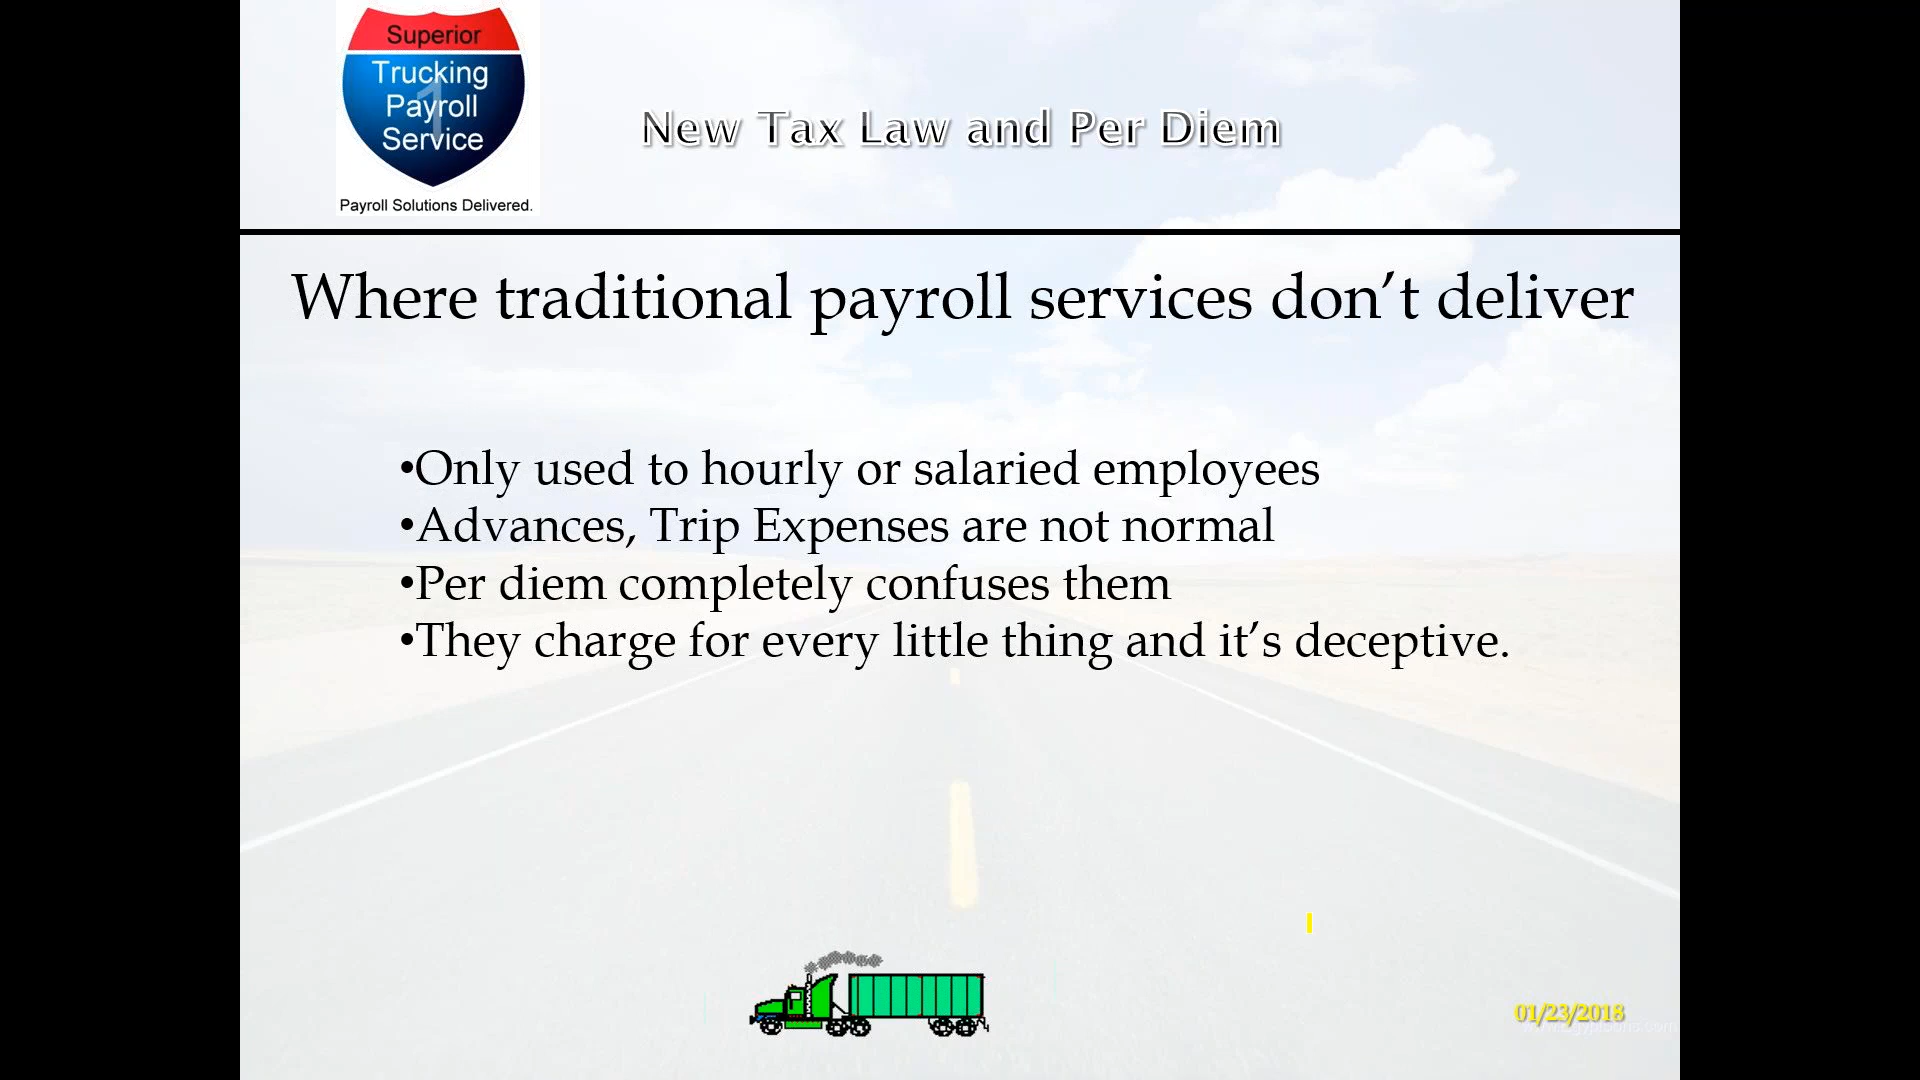 Superior
Trucking
Payroll
Service
Payroll Solutions Delivered.
New Tax Law and Per Diem
Where traditional payroll services don’t deliver
•Only used to hourly or salaried employees
•Advances, Trip Expenses are not normal
•Per diem completely confuses them
•They charge for every little thing and it’s deceptive.
01/23/2018